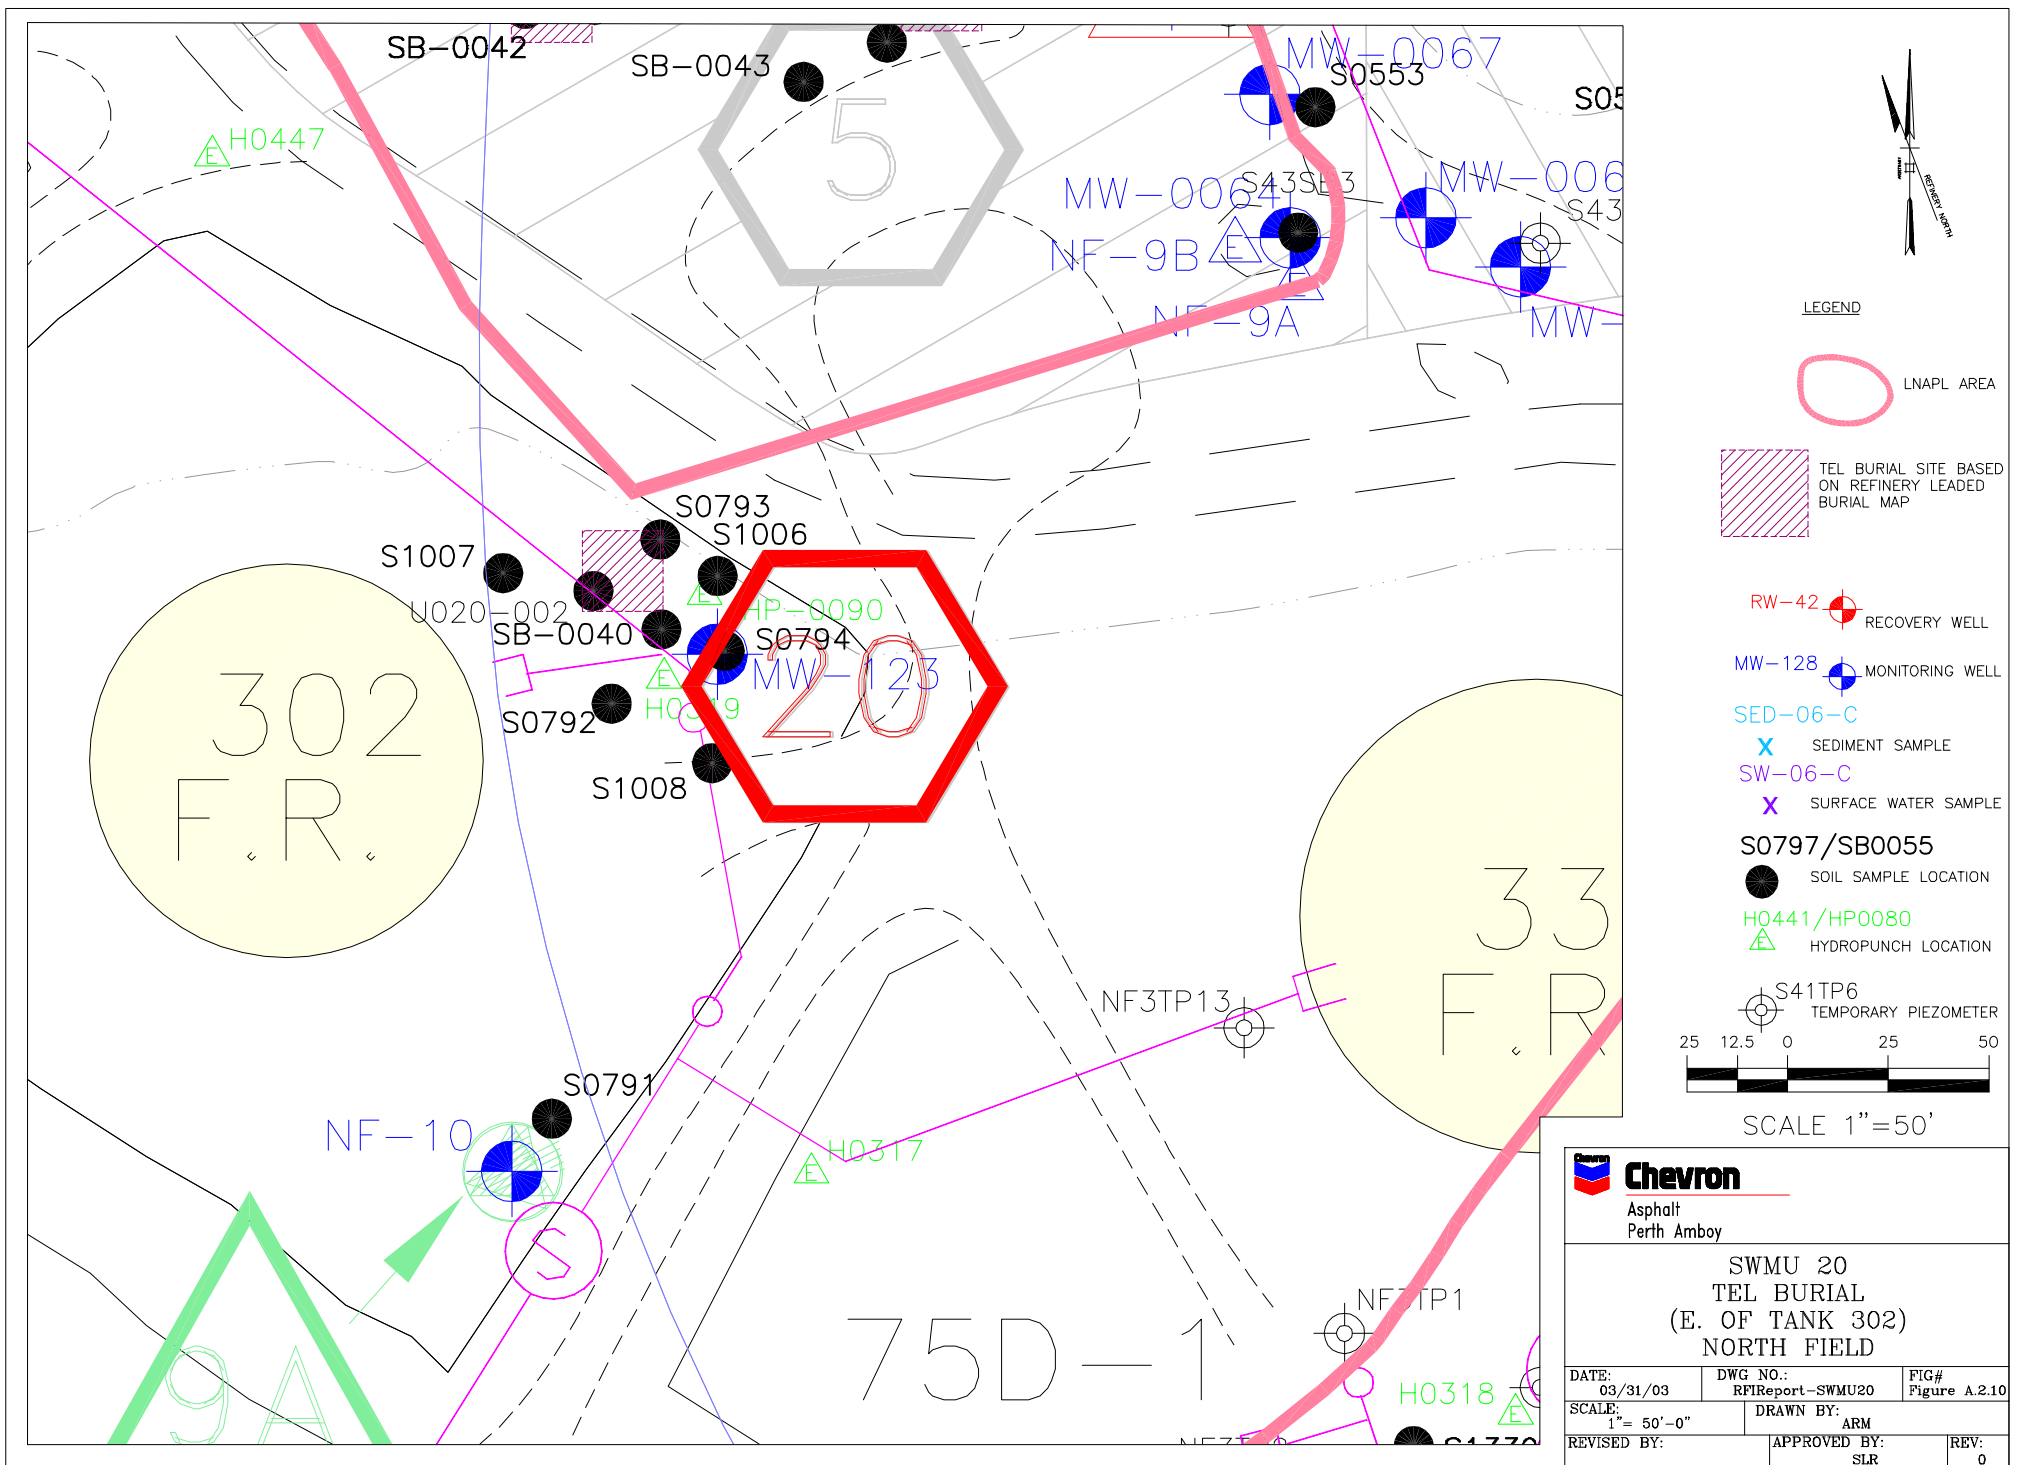 SB-0042
SB-0043
5
MW-0067
S0553
H0447
MW-0064
S43SB3
NF-9B
NF-9A
S0793
S1006
S1007
U020-002
SB-0040
HP-0090
S0794
MW-123
20
H0319
S0792
S1008
302
F.R.
33
F.R
NF3TP13
S0791
NF-10
H0317
S
9A
75D-1
NF3TP1
H0318
REFINERY NORTH
LEGEND
LNAPL AREA
TEL BURIAL SITE BASED
ON REFINERY LEADED
BURIAL MAP
RW-42
RECOVERY WELL
MW-128
MONITORING WELL
SED-06-C
X SEDIMENT SAMPLE
SW-06-C
X SURFACE WATER SAMPLE
S0797/SB0055
SOIL SAMPLE LOCATION
H0441/HP0080
E HYDROPUNCH LOCATION
S41TP6
TEMPORARY PIEZOMETER
25 12.5 0 25 50
SCALE 1"=50'
Chevron
Chevron
Asphalt
Perth Amboy
SWMU 20
TEL BURIAL
(E. OF TANK 302)
NORTH FIELD
DATE: 03/31/03
DWG NO.: RFIReport-SWMU20
FIG# Figure A.2.10
SCALE: 1"= 50'-0"
DRAWN BY: ARM
REVISED BY:
APPROVED BY: SLR
REV: 0